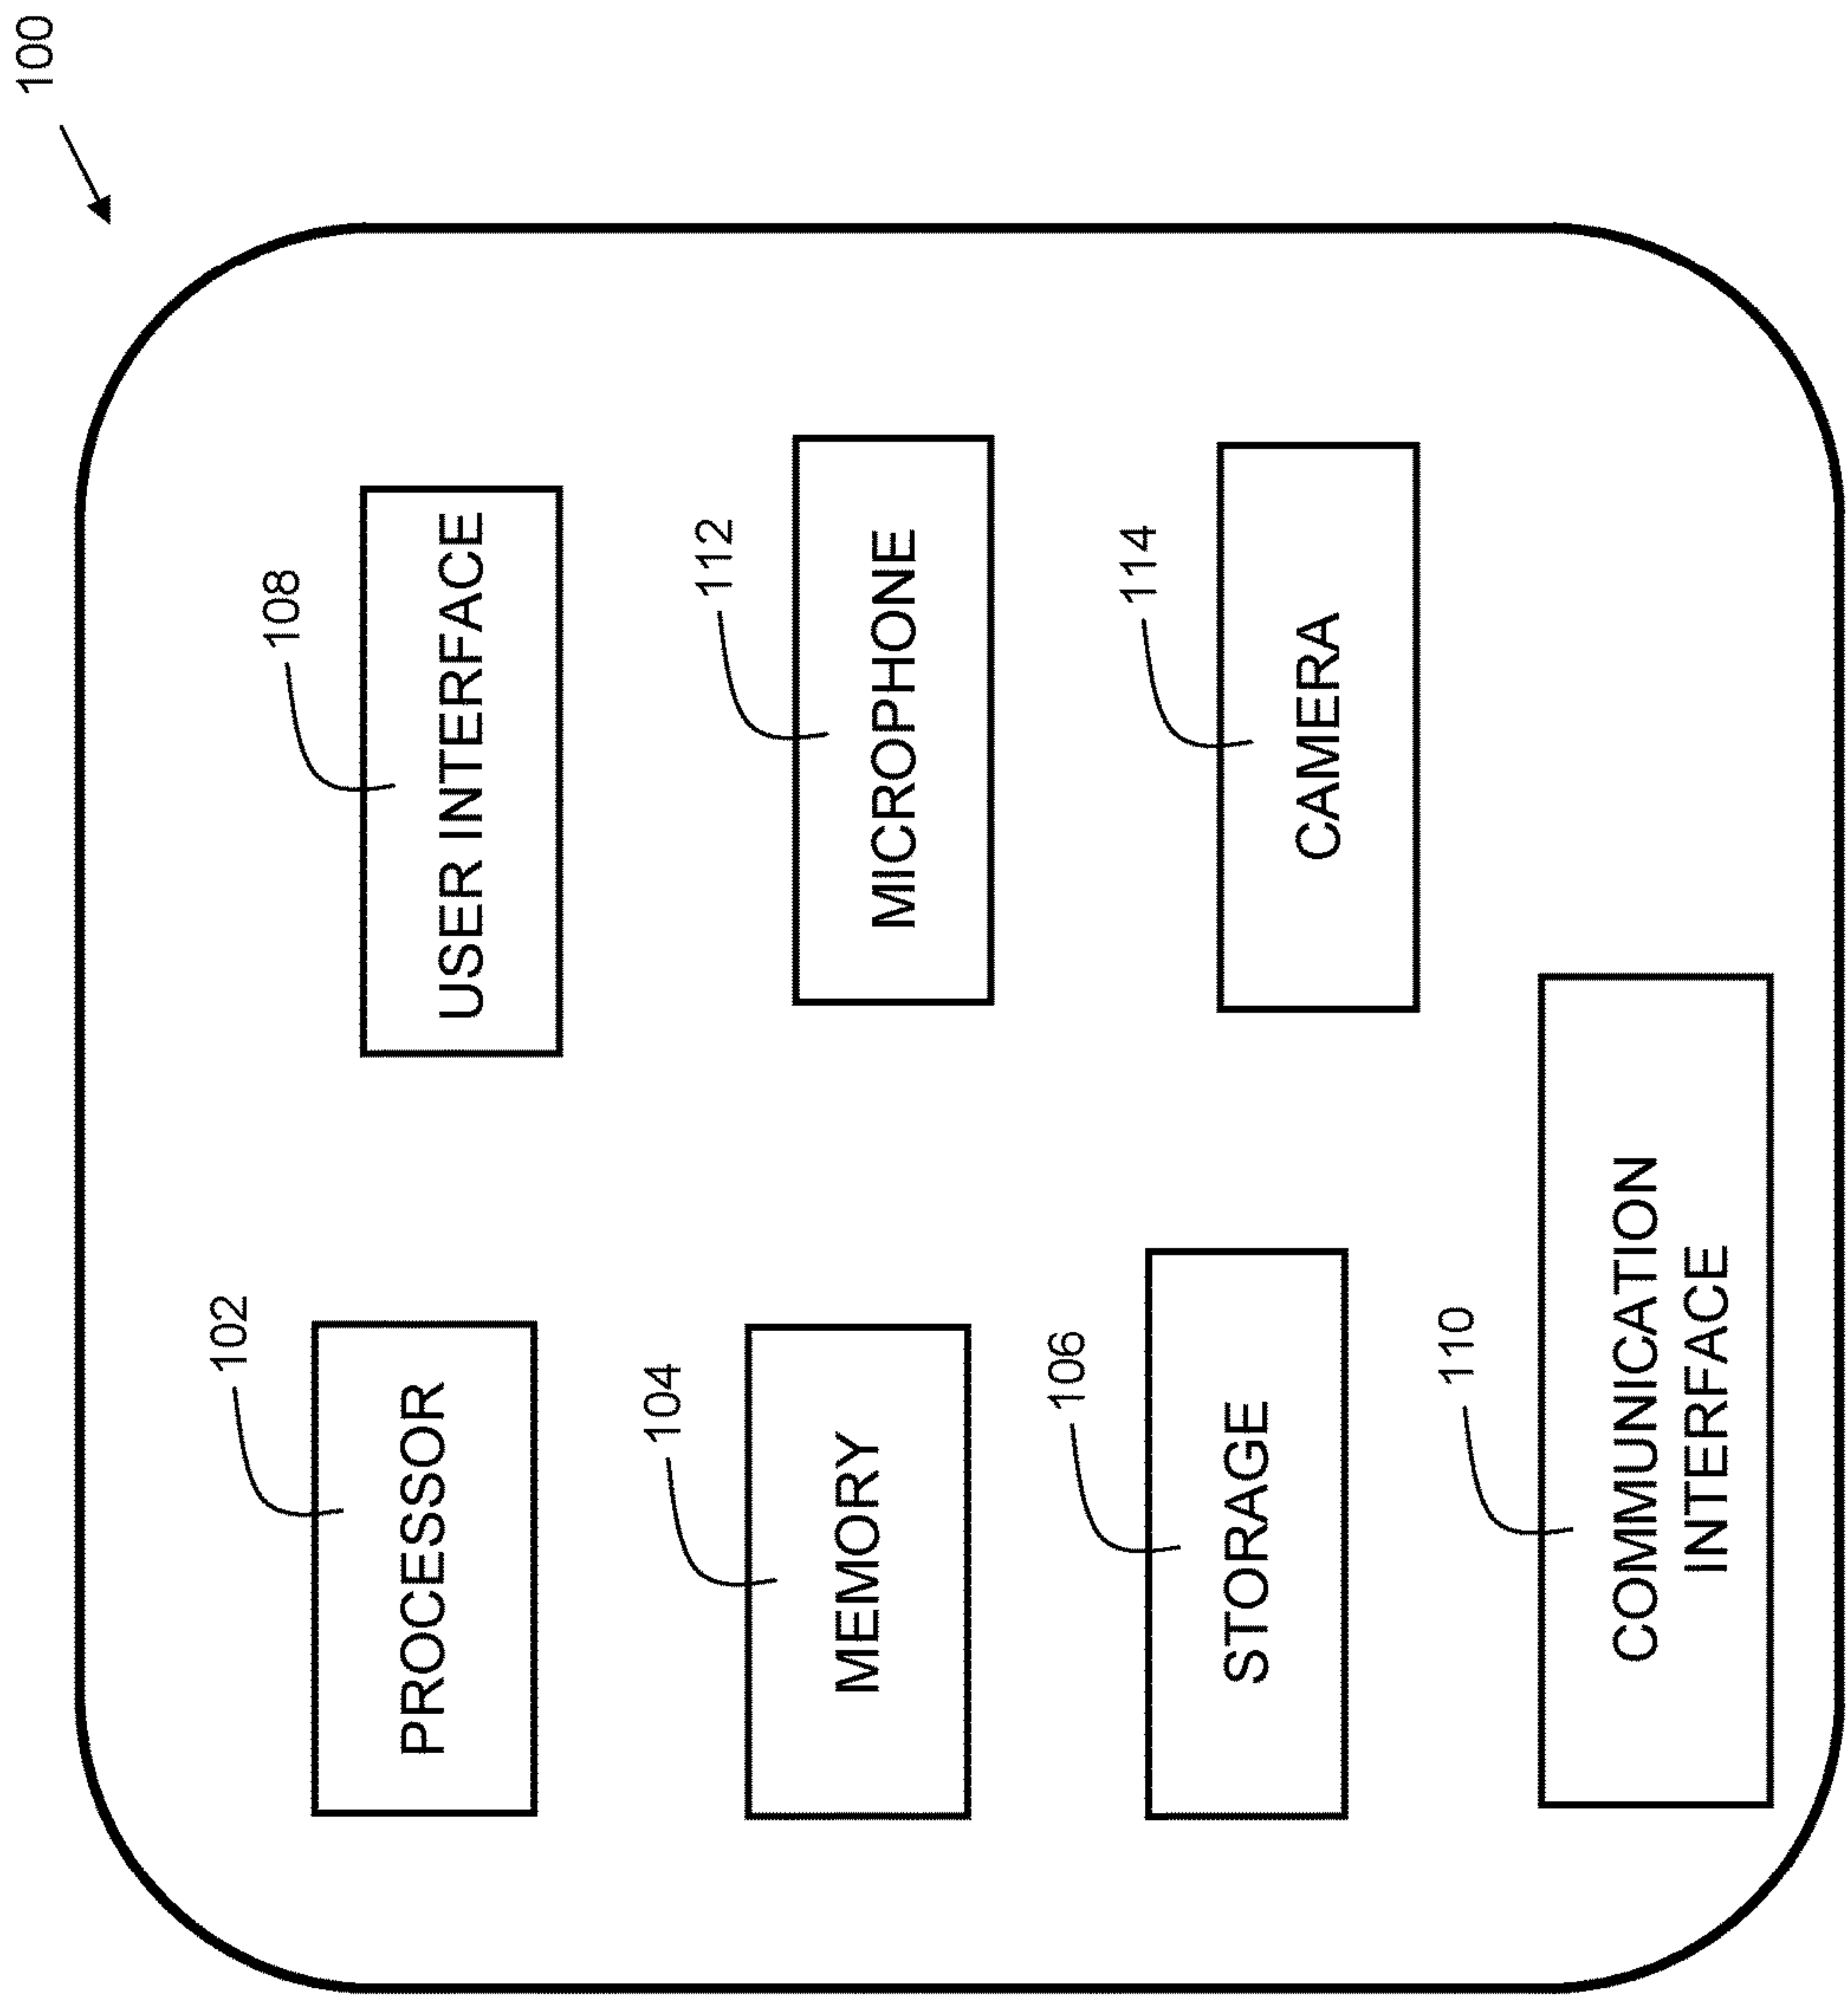 100
102
PROCESSOR
108
USER INTERFACE
104
MEMORY
112
MICROPHONE
106
STORAGE
114
CAMERA
110
COMMUNICATION
INTERFACE